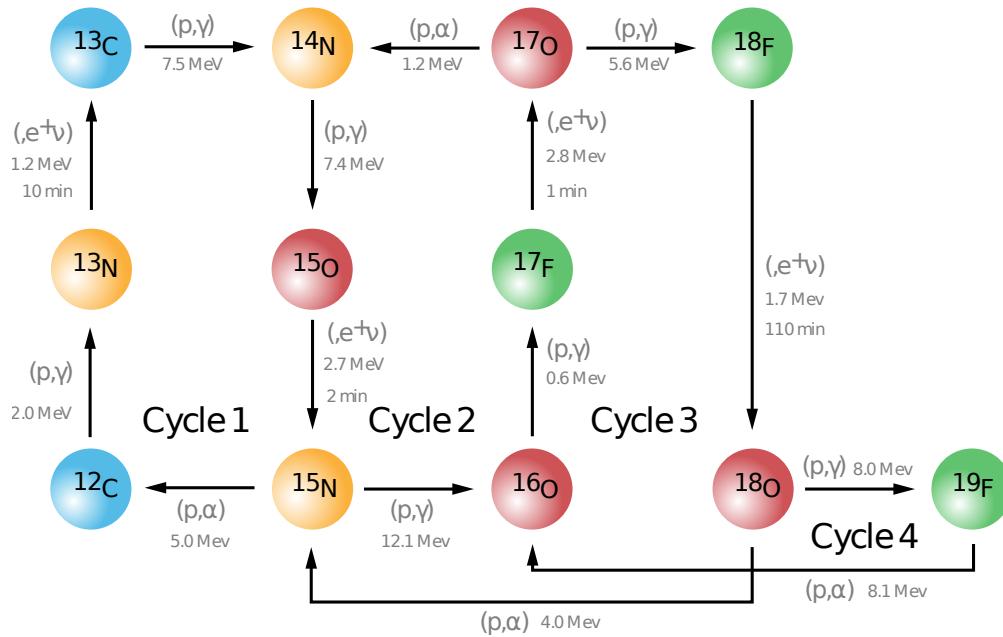 ¹³C
(p,γ)
7.5 MeV
¹⁴N
(p,α)
1.2 MeV
¹⁷O
(p,γ)
5.6 MeV
¹⁸F
(,e⁺ν)
1.2 MeV
10 min
(p,γ)
7.4 MeV
(,e⁺ν)
2.8 Mev
1 min
¹³N
¹⁵O
¹⁷F
(,e⁺ν)
1.7 Mev
110 min
(p,γ)
2.0 MeV
(,e⁺ν)
2.7 MeV
2 min
(p,γ)
0.6 Mev
Cycle 1
Cycle 2
Cycle 3
¹²C
(p,α)
5.0 Mev
¹⁵N
(p,γ)
12.1 Mev
¹⁶O
¹⁸O
(p,γ) 8.0 Mev
¹⁹F
Cycle 4
(p,α) 8.1 Mev
(p,α) 4.0 Mev